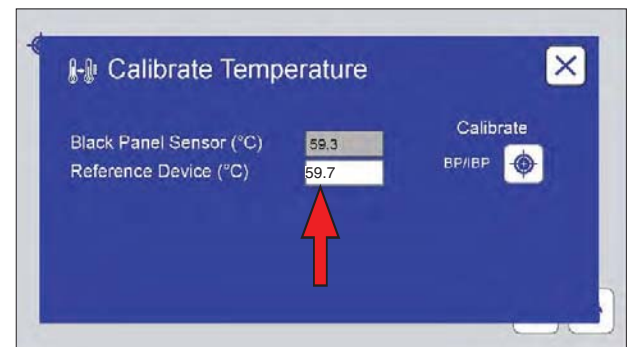 Calibrate Temperature
Black Panel Sensor (°C) 59.3
Reference Device (°C) 59.7
Calibrate
BP/IBP